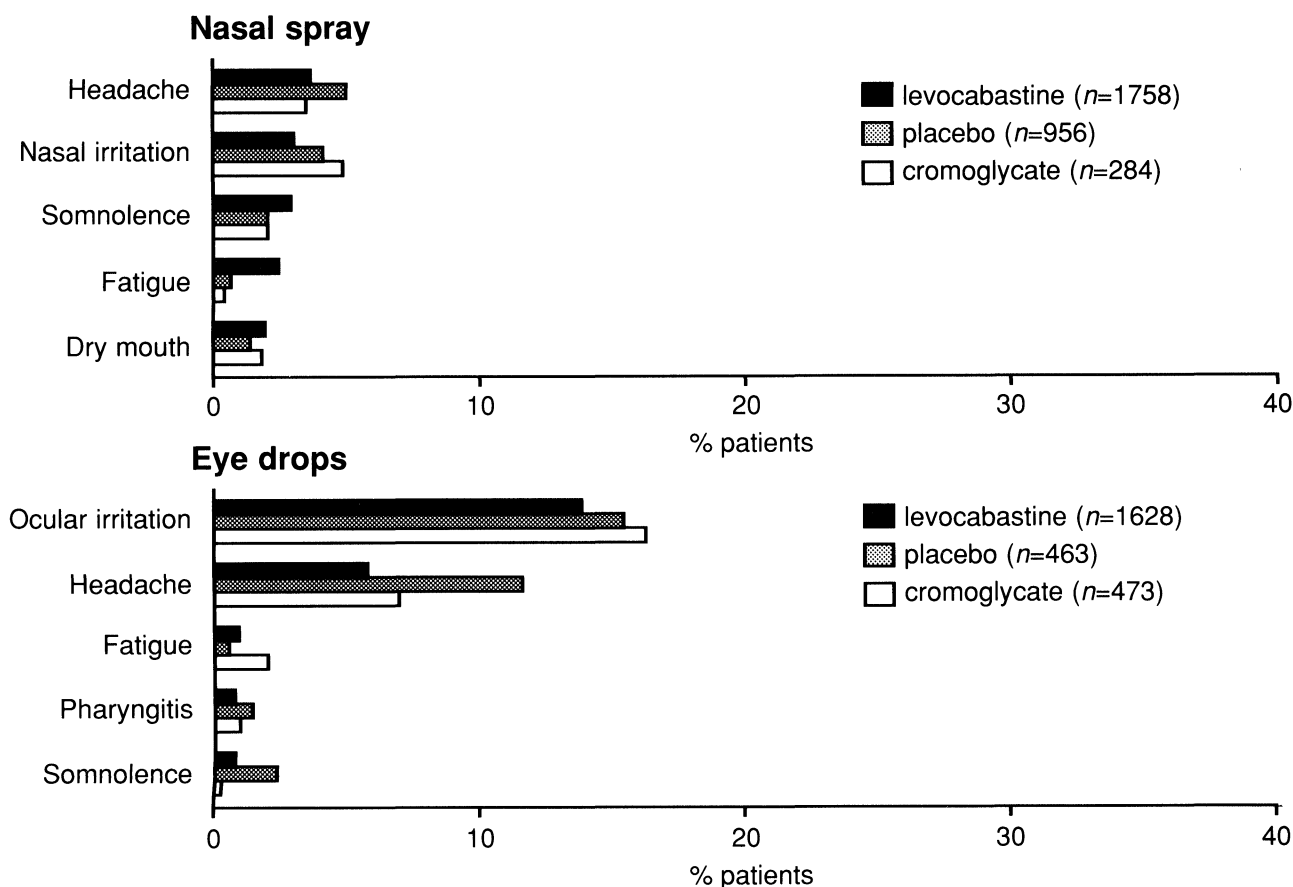 Nasal spray
Headache
Nasal irritation
Somnolence
Fatigue
Dry mouth
levocabastine (n=1758)
placebo (n=956)
cromoglycate (n=284)
0 10 20 30 40
% patients
Eye drops
Ocular irritation
Headache
Fatigue
Pharyngitis
Somnolence
levocabastine (n=1628)
placebo (n=463)
cromoglycate (n=473)
0 10 20 30 40
% patients